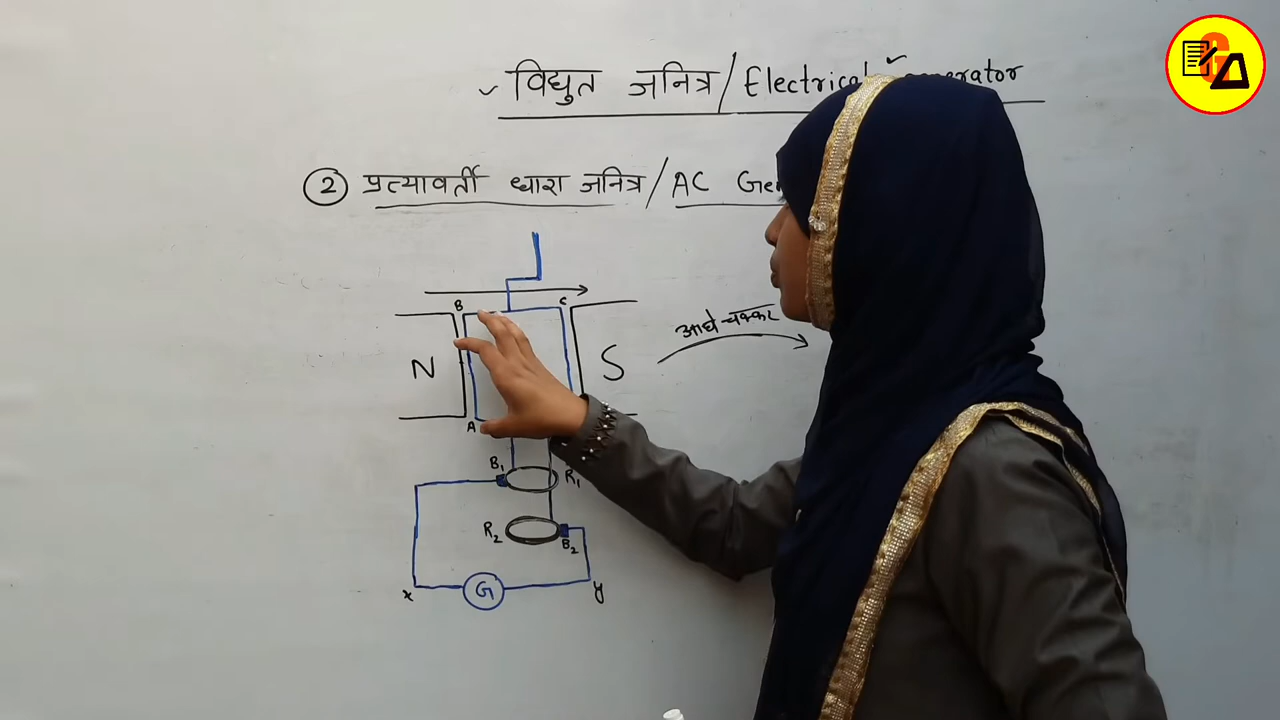 विद्युत जनित्र / Electrical
② प्रत्यावर्ती धारा जनित्र / AC
B C
N S
आधे चक्कर
A
B₁ R₁
R₂ B₂
x G y